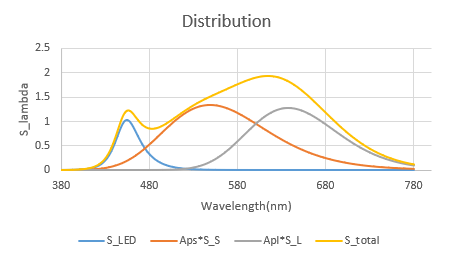 Distribution
2.5
2
1.5
1
0.5
0
S_lambda
380 480 580 680 780
Wavelength(nm)
S_LED Aps*S_S Apl*S_L S_total